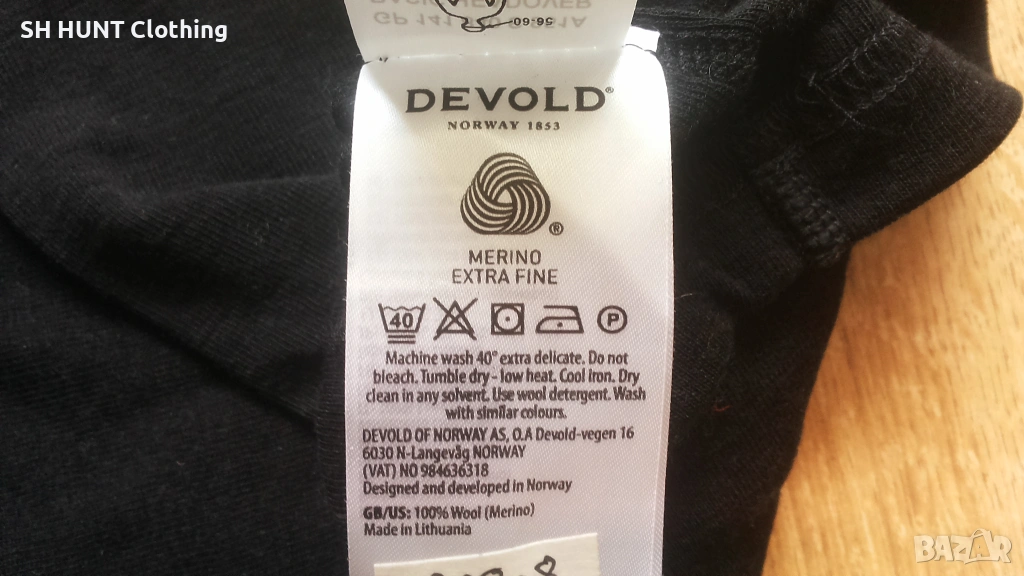 SH HUNT Clothing
DEVOLD®
NORWAY 1853
®
MERINO
EXTRA FINE
40
P
Machine wash 40° extra delicate. Do not
bleach. Tumble dry - low heat. Cool iron. Dry
clean in any solvent. Use wool detergent. Wash
with similar colours.
DEVOLD OF NORWAY AS, O.A Devold-vegen 16
6030 N-Langevåg NORWAY
(VAT) NO 984636318
Designed and developed in Norway
GB/US: 100% Wool (Merino)
Made in Lithuania
BAZAR